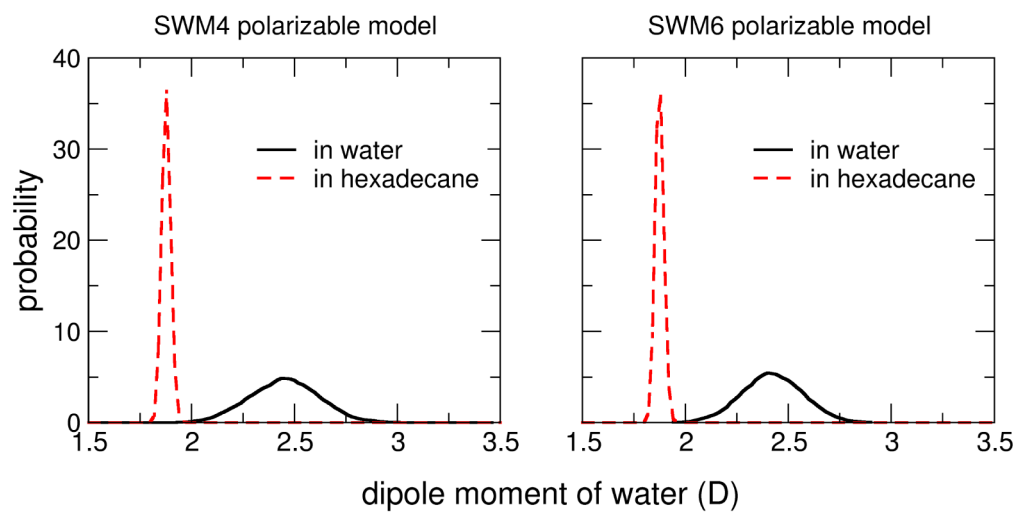 SWM4 polarizable model
SWM6 polarizable model
probability
40
30
20
10
0
in water
in hexadecane
in water
in hexadecane
1.5 2 2.5 3 3.5
1.5 2 2.5 3 3.5
dipole moment of water (D)